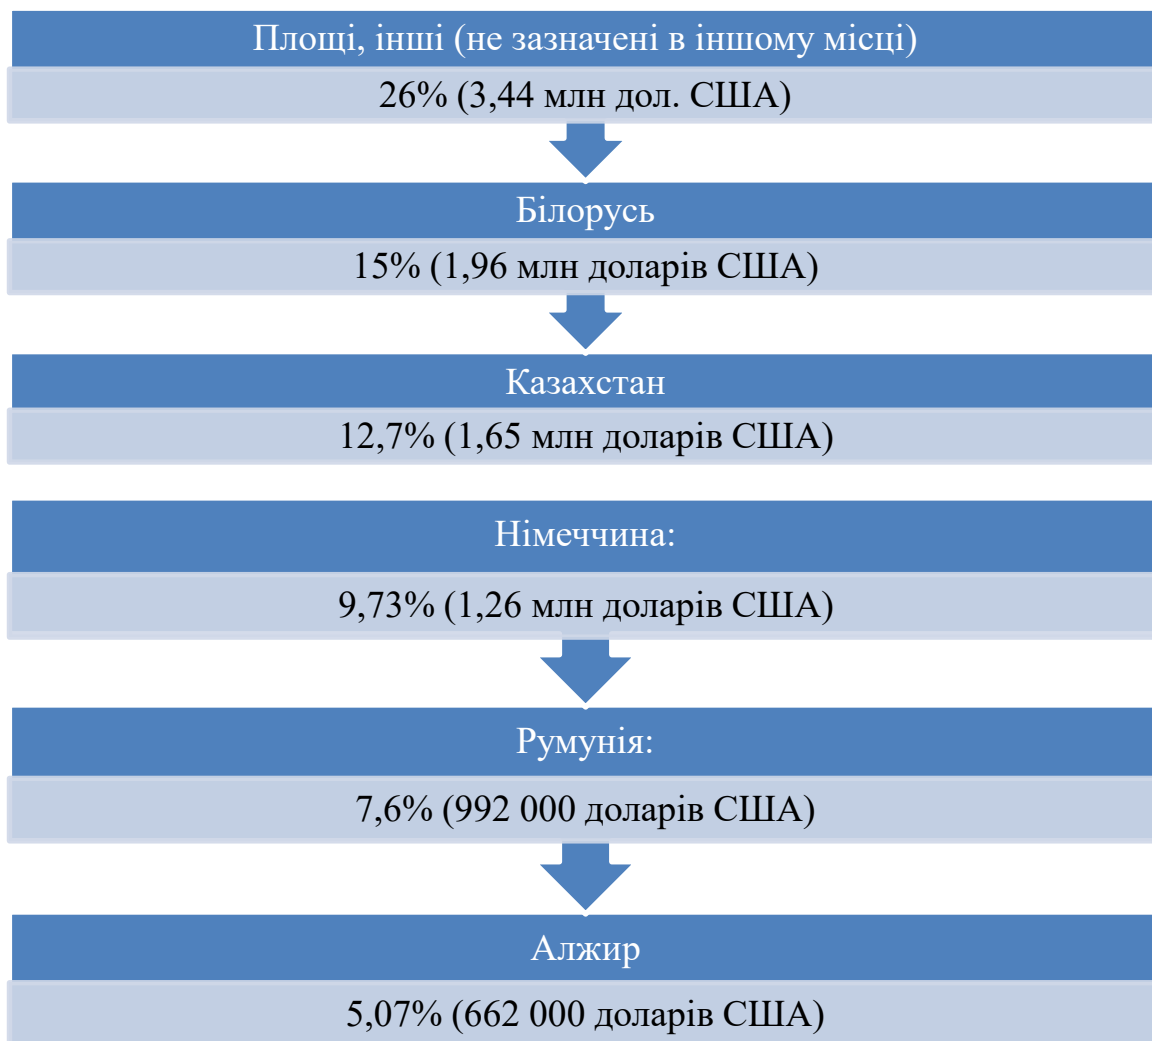 Площі, інші (не зазначені в іншому місці)
26% (3,44 млн дол. США)
Білорусь
15% (1,96 млн доларів США)
Казахстан
12,7% (1,65 млн доларів США)
Німеччина:
9,73% (1,26 млн доларів США)
Румунія:
7,6% (992 000 доларів США)
Алжир
5,07% (662 000 доларів США)